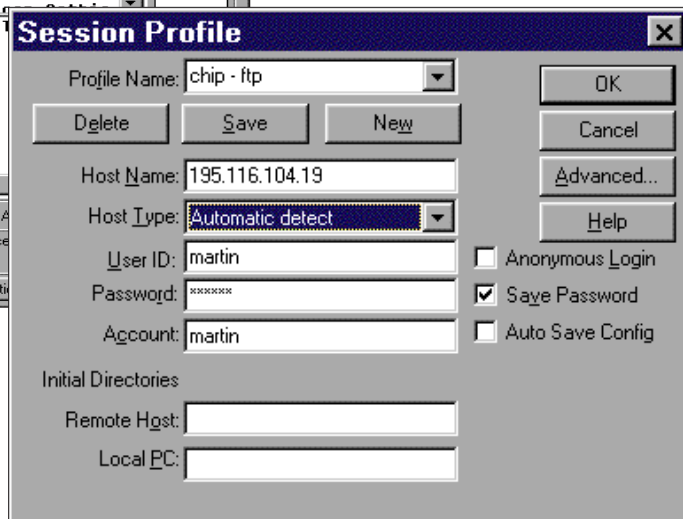 Session Profile
Profile Name: chip - ftp
OK
Delete Save New
Cancel
Host Name: 195.116.104.19
Advanced...
Host Type: Automatic detect
Help
User ID: martin
Anonymous Login
Password: ******
Save Password
Account: martin
Auto Save Config
Initial Directories
Remote Host:
Local PC: